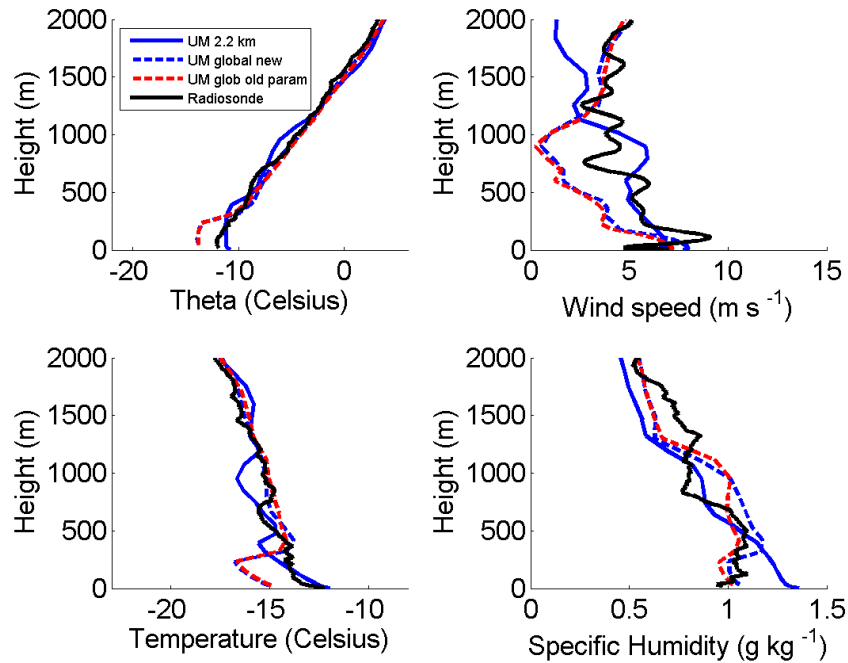 2000
1500
1000
500
0
Height (m)
UM 2.2 km
UM global new
UM glob old param
Radiosonde
-20
-10
0
Theta (Celsius)
2000
1500
1000
500
0
Height (m)
0
5
10
15
Wind speed (m s -1)
2000
1500
1000
500
0
Height (m)
-20
-15
-10
Temperature (Celsius)
2000
1500
1000
500
0
Height (m)
0
0.5
1
1.5
Specific Humidity (g kg -1)